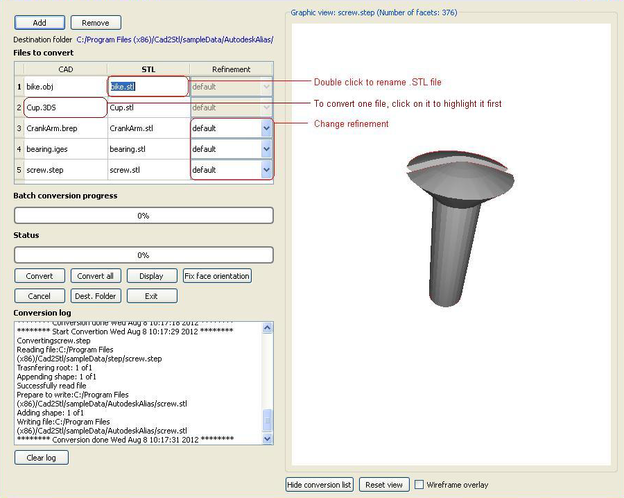 Add Remove
Graphic view: screw.step (Number of facets: 376)
Destination folder C:/Program Files (x86)/Cad2Stl/sampleData/AutodeskAlias/
Files to convert
CAD STL Refinement
1 bike.obj bike.stl default
Double click to rename .STL file
2 Cup.3DS Cup.stl default
To convert one file, click on it to highlight it first
3 CrankArm.brep CrankArm.stl default
Change refinement
4 bearing.iges bearing.stl default
5 screw.step screw.stl default
Batch conversion progress
0%
Status
0%
Convert Convert all Display Fix face orientation
Cancel Dest. Folder Exit
Conversion log
******** Conversion done Wed Aug 8 10:17:18 2012 ********
******** Start Convertion Wed Aug 8 10:17:29 2012 ********
Convertingscrew.step
Reading file:C:/Program Files
(x86)/Cad2Stl/sampleData/step/screw.step
Trasnfering root: 1 of1
Appending shape: 1 of1
Successfully read file
Prepare to write:C:/Program Files
(x86)/Cad2Stl/sampleData/AutodeskAlias/screw.stl
Adding shape: 1 of1
Writing file:C:/Program Files
(x86)/Cad2Stl/sampleData/AutodeskAlias/screw.stl
******** Conversion done Wed Aug 8 10:17:31 2012 ********
Clear log
Hide conversion list Reset view Wireframe overlay